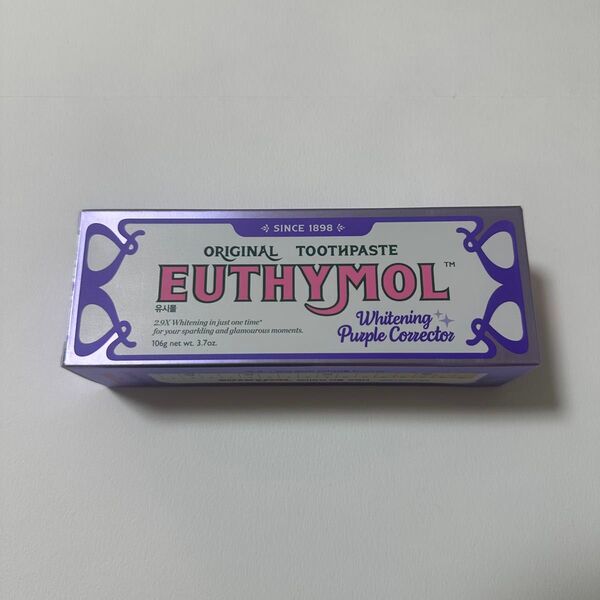 SINCE 1898
ORIGINAL TOOTHPASTE
EUTHYMOL™
유시몰
2.9X Whitening in just one time*
for your sparkling and glamourous moments.
106g net wt. 3.7oz.
Whitening
Purple Corrector
EUTHYMOL